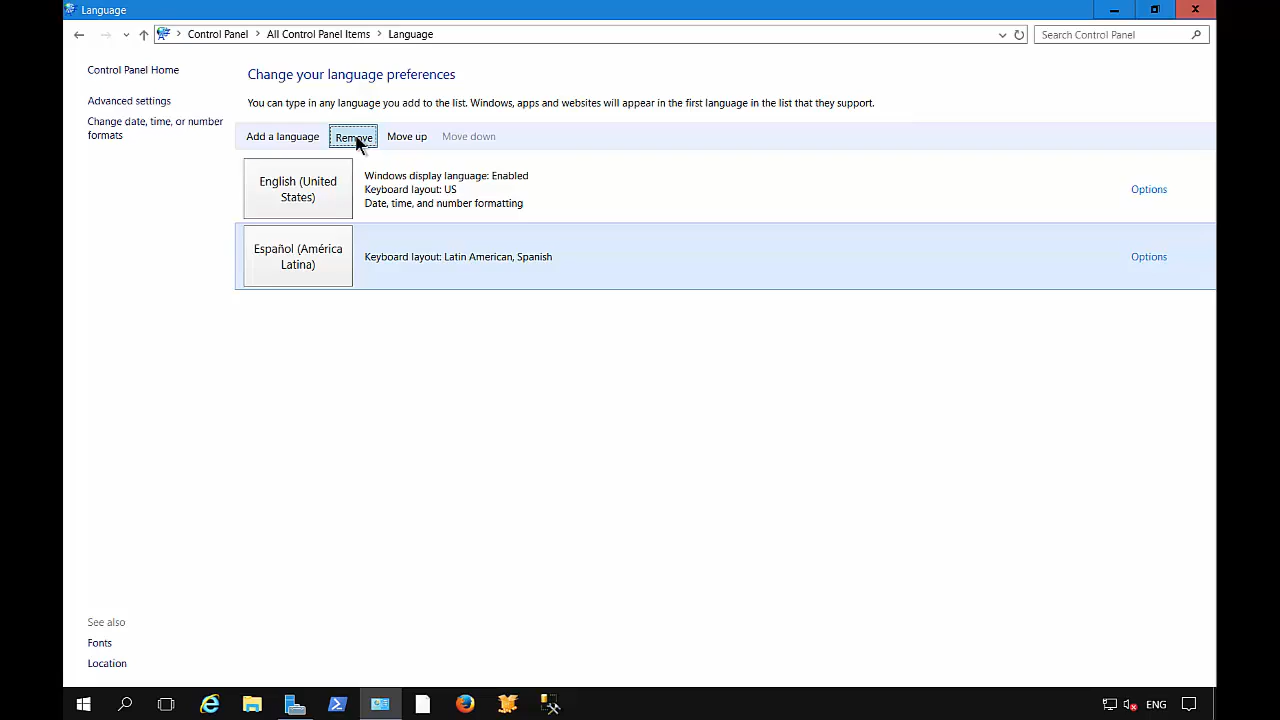 Language
Control Panel > All Control Panel Items > Language
Search Control Panel
Control Panel Home
Advanced settings
Change date, time, or number
formats
Change your language preferences
You can type in any language you add to the list. Windows, apps and websites will appear in the first language in the list that they support.
Add a language Remove Move up Move down
English (United
States)
Windows display language: Enabled
Keyboard layout: US
Date, time, and number formatting
Options
Español (América
Latina)
Keyboard layout: Latin American, Spanish
Options
See also
Fonts
Location
ENG